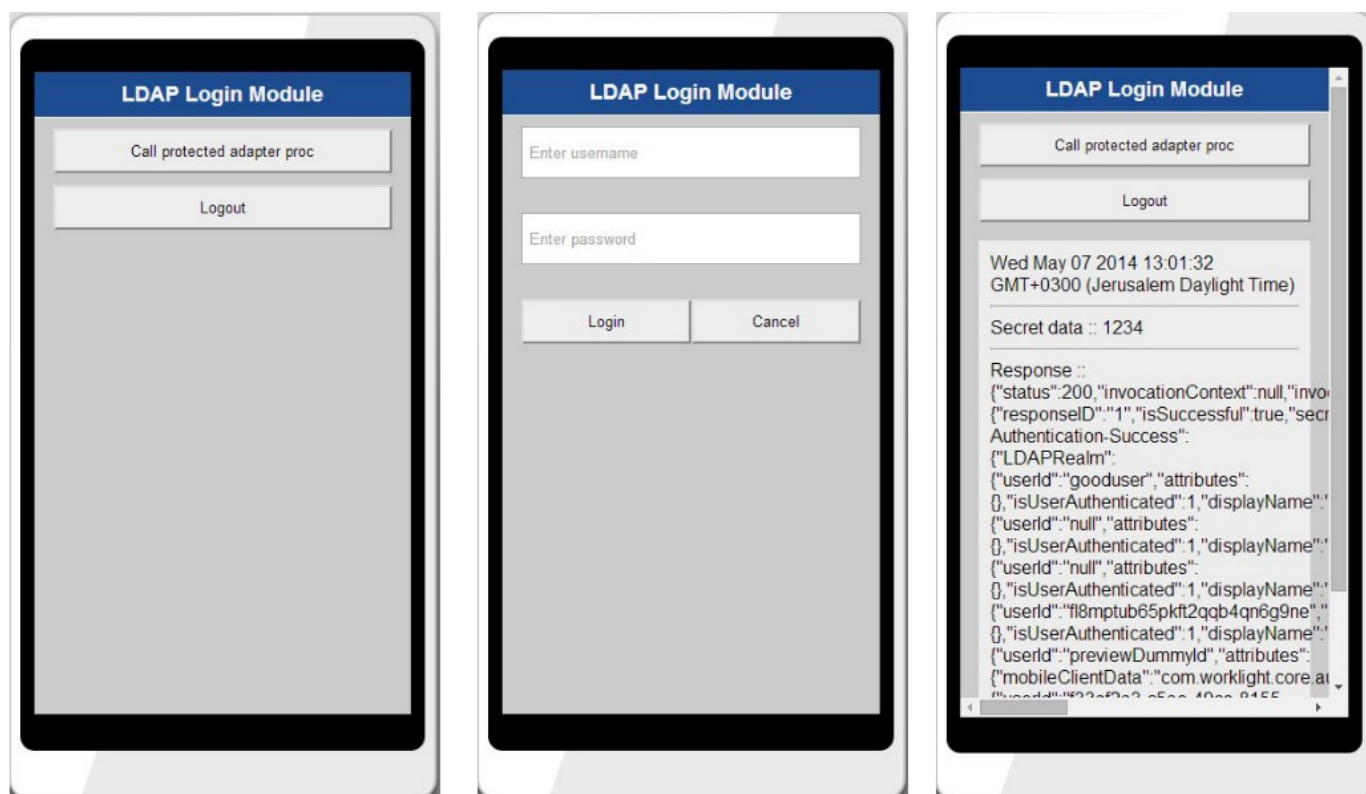 LDAP Login Module
Call protected adapter proc
Logout
LDAP Login Module
Enter username
Enter password
Login
Cancel
LDAP Login Module
Call protected adapter proc
Logout
Wed May 07 2014 13:01:32
GMT+0300 (Jerusalem Daylight Time)
Secret data :: 1234
Response ::
{"status":200,"invocationContext":null,"invo
{"responseID":"1","isSuccessful":true,"secr
Authentication-Success":
{"LDAPRealm":
{"userId":"gooduser","attributes":
{},"isUserAuthenticated":1,"displayName":"
{"userId":"null","attributes":
{},"isUserAuthenticated":1,"displayName":"
{"userId":"null","attributes":
{},"isUserAuthenticated":1,"displayName":"
{"userId":"fl8mptub65pkft2qqb4qn6g9ne","
{},"isUserAuthenticated":1,"displayName":"
{"userId":"previewDummyId","attributes":
{"mobileClientData":"com.worklight.core.au